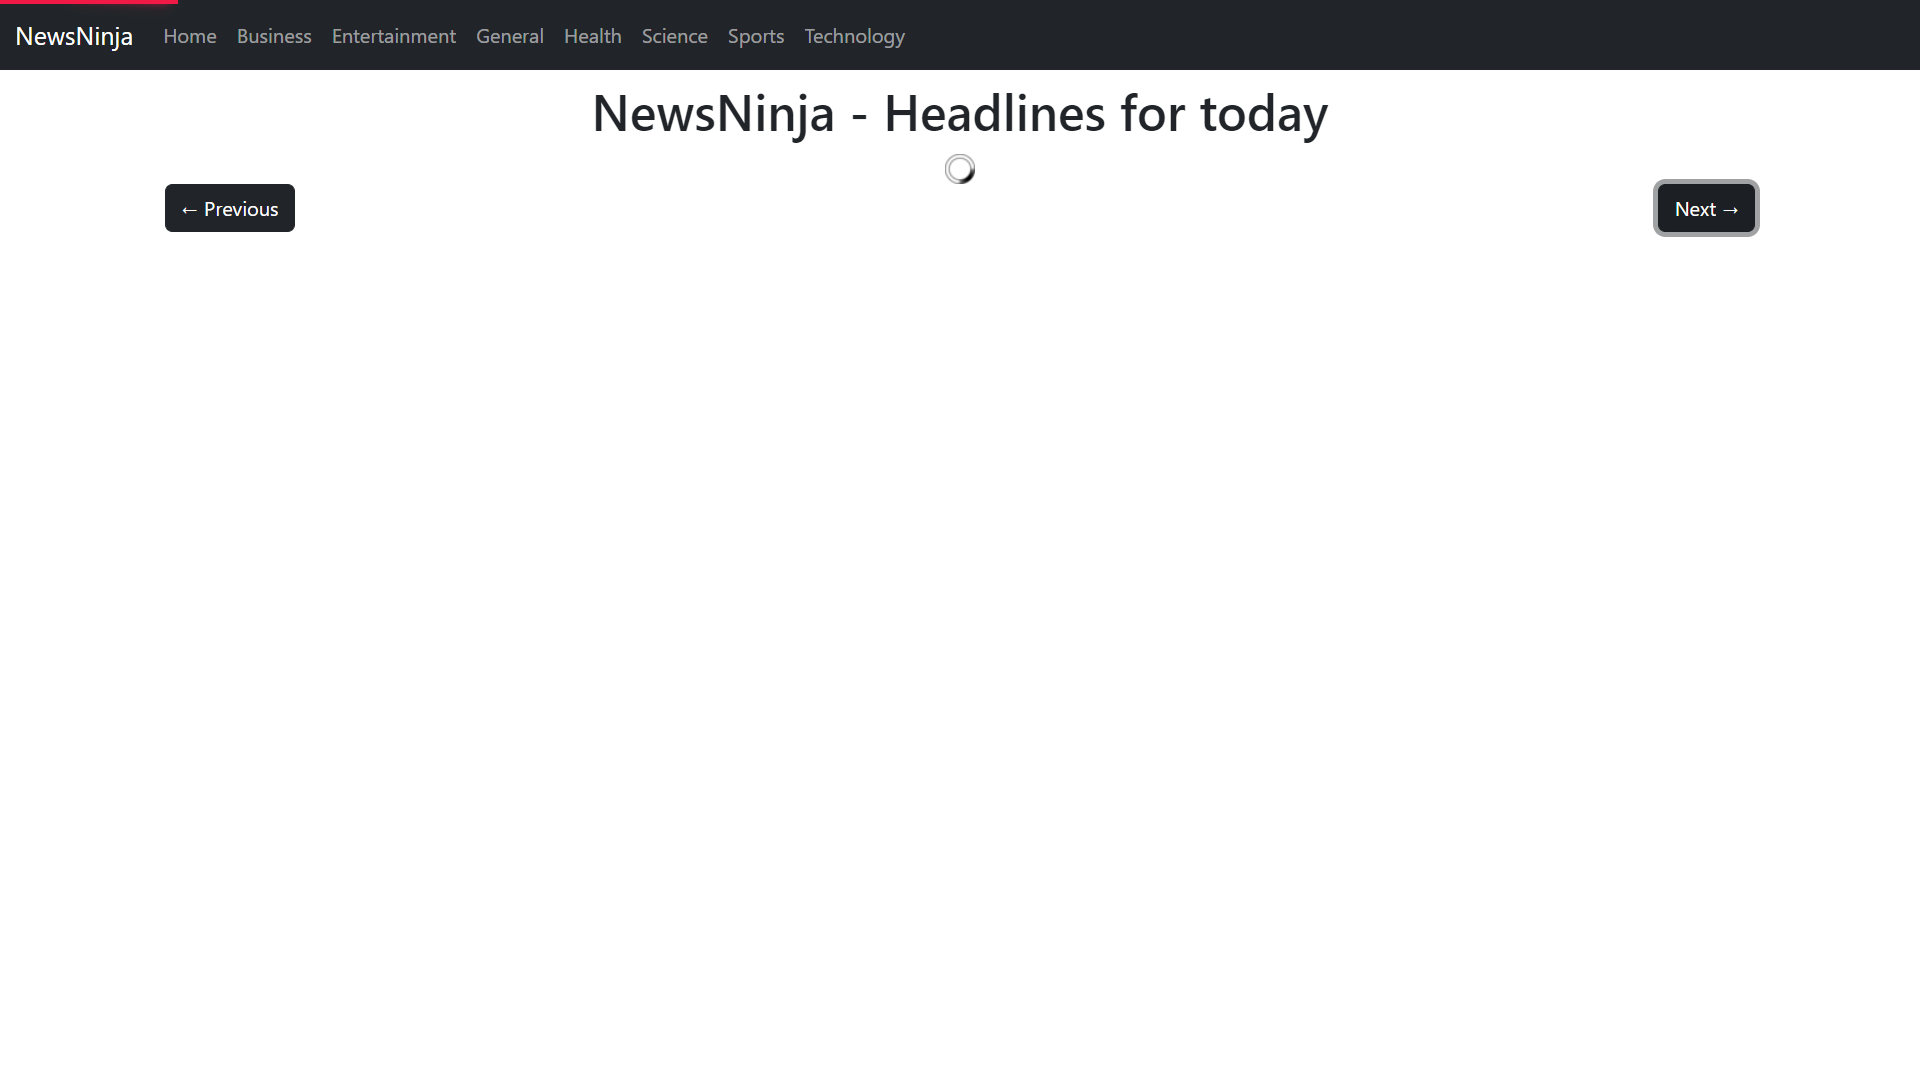 NewsNinja Home Business Entertainment General Health Science Sports Technology
NewsNinja - Headlines for today
← Previous
Next →